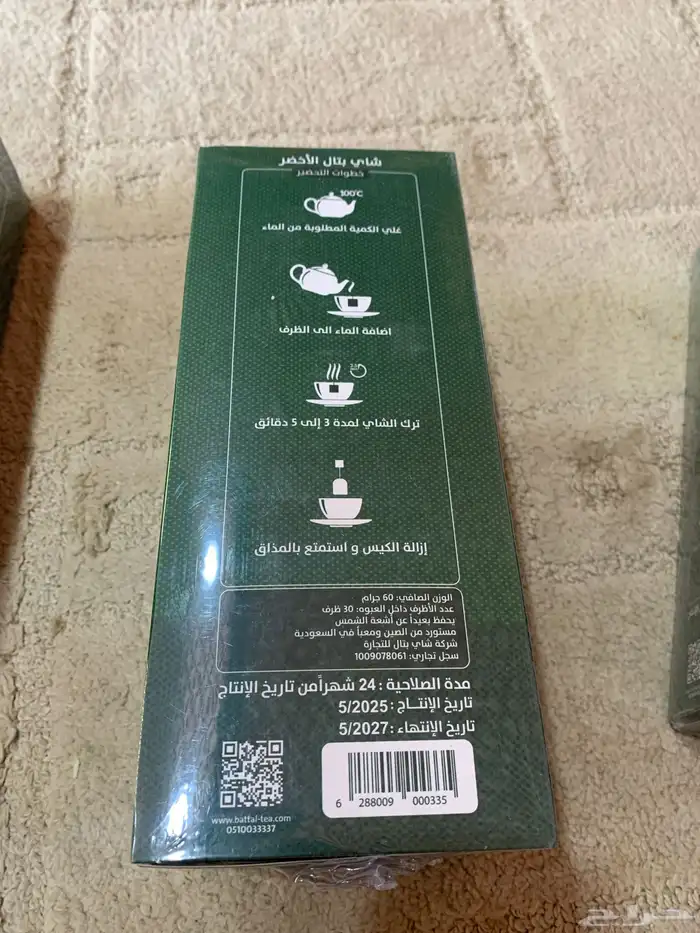 شاي بتال الأخضر
خطوات التحضير
100°C
غلي الكمية المطلوبة من الماء
اضافة الماء الى الظرف
ترك الشاي لمدة 3 إلى 5 دقائق
إزالة الكيس و استمتع بالمذاق
الوزن الصافي: 60 جرام
عدد الأظرف داخل العبوه: 30 ظرف
يحفظ بعيداً عن أشعة الشمس
مستورد من الصين ومعبأ في السعودية
شركة شاي بتال للتجارة
سجل تجاري: 1009078061
مدة الصلاحية : 24 شهراً من تاريخ الإنتاج
تاريخ الإنتــاج : 5/2025
تاريخ الإنتهاء : 5/2027
6 288009 000335
www.battal-tea.com
0510033337
حراج